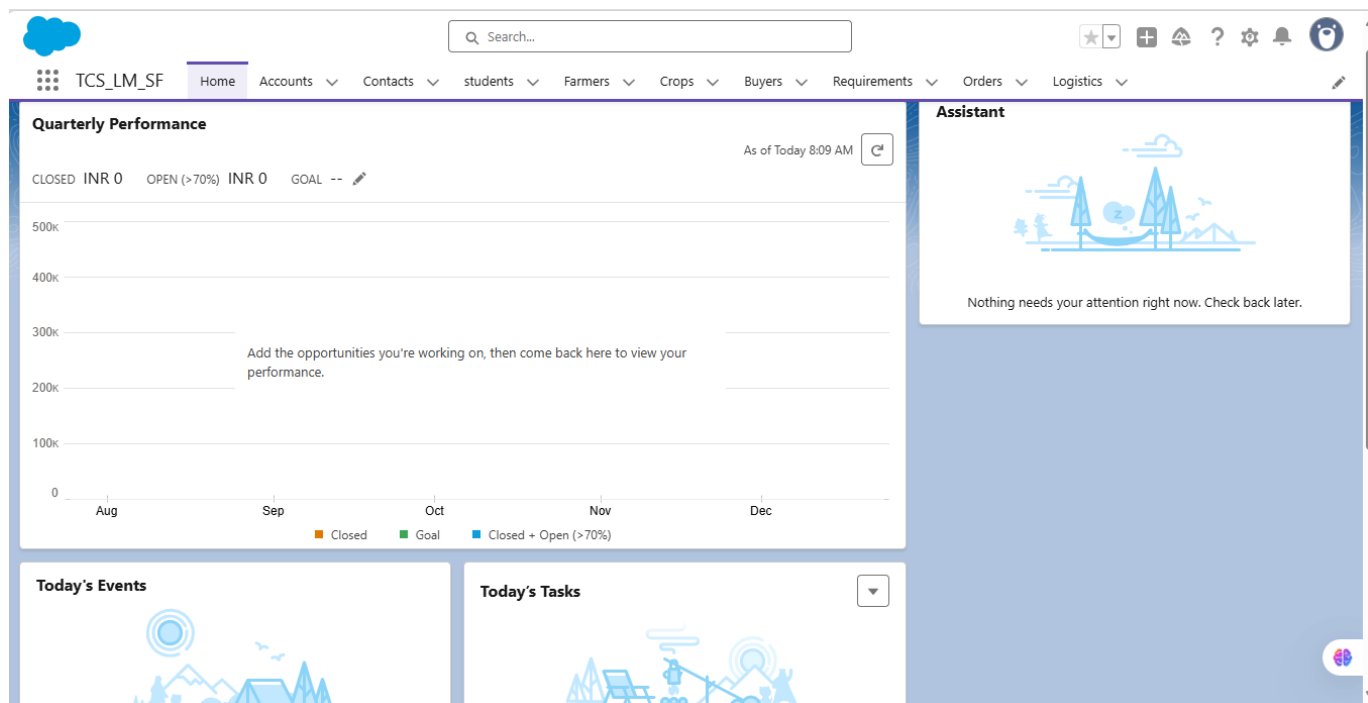 Search...
TCS_LM_SF Home Accounts Contacts students Farmers Crops Buyers Requirements Orders Logistics
Quarterly Performance
As of Today 8:09 AM
CLOSED INR 0 OPEN (>70%) INR 0 GOAL --
500K
400K
300K
Add the opportunities you're working on, then come back here to view your
performance.
200K
100K
0
Aug Sep Oct Nov Dec
Closed Goal Closed + Open (>70%)
Assistant
z
Nothing needs your attention right now. Check back later.
Today's Events
Today's Tasks